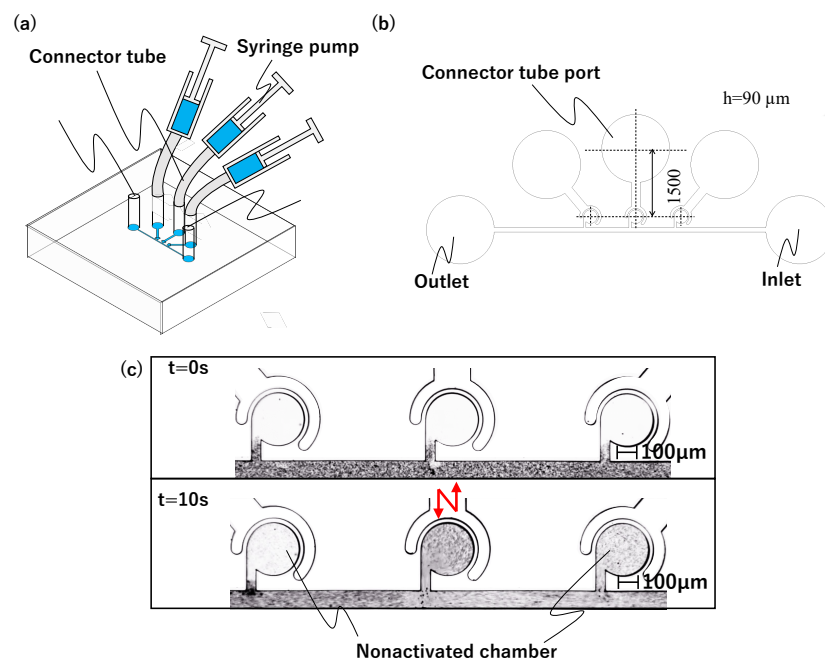 (a)
Connector tube
Syringe pump
(b)
Connector tube port
h=90 µm
1500
Outlet
Inlet
(c)
t=0s
100µm
t=10s
100µm
Nonactivated chamber